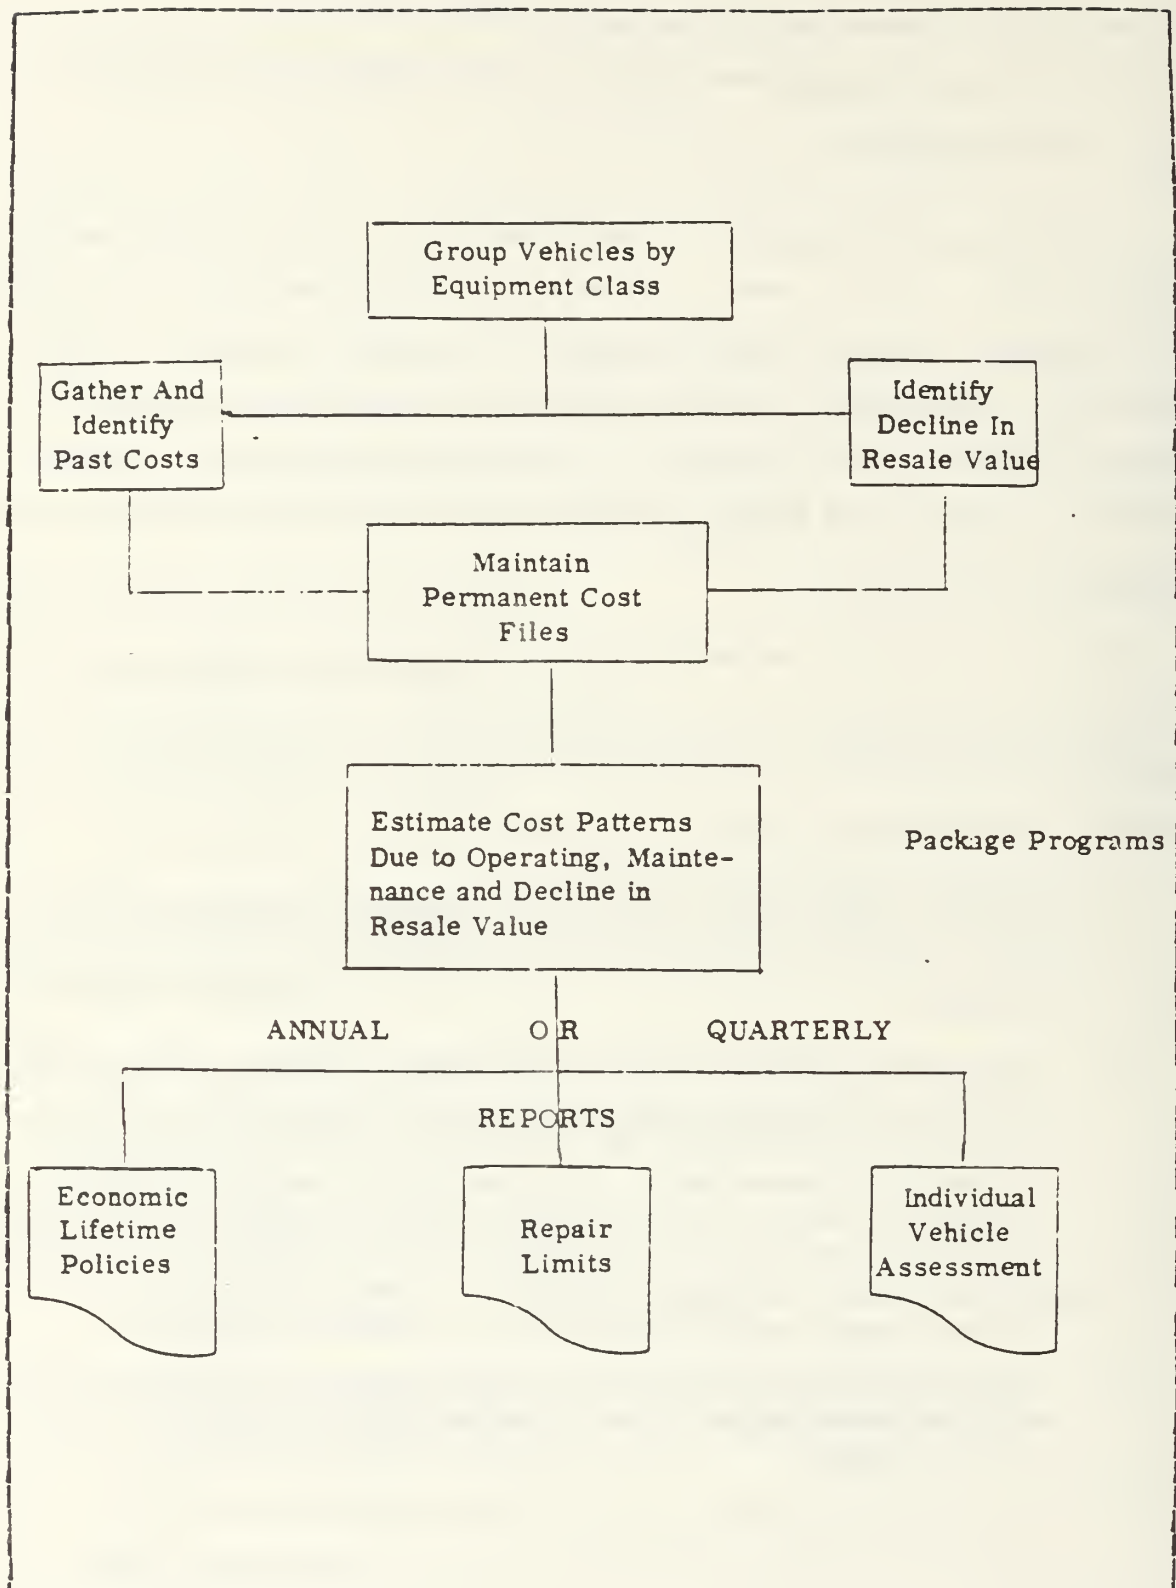 Group Vehicles by
Equipment Class
Gather And
Identify
Past Costs
Identify
Decline In
Resale Value
Maintain
Permanent Cost
Files
Estimate Cost Patterns
Due to Operating, Mainte-
nance and Decline in
Resale Value
Package Programs
ANNUAL OR QUARTERLY
REPORTS
Economic
Lifetime
Policies
Repair
Limits
Individual
Vehicle
Assessment